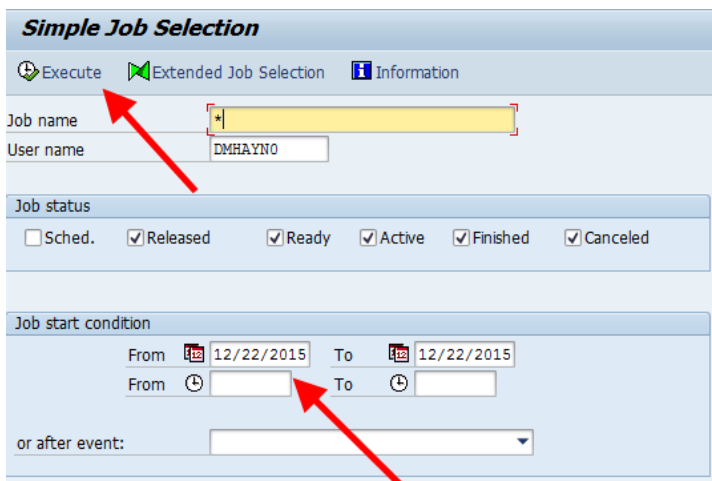 Simple Job Selection
Execute Extended Job Selection Information
Job name *
User name DMHAYN0
Job status
Sched. Released Ready Active Finished Canceled
Job start condition
From 12/22/2015 To 12/22/2015
From To
or after event: